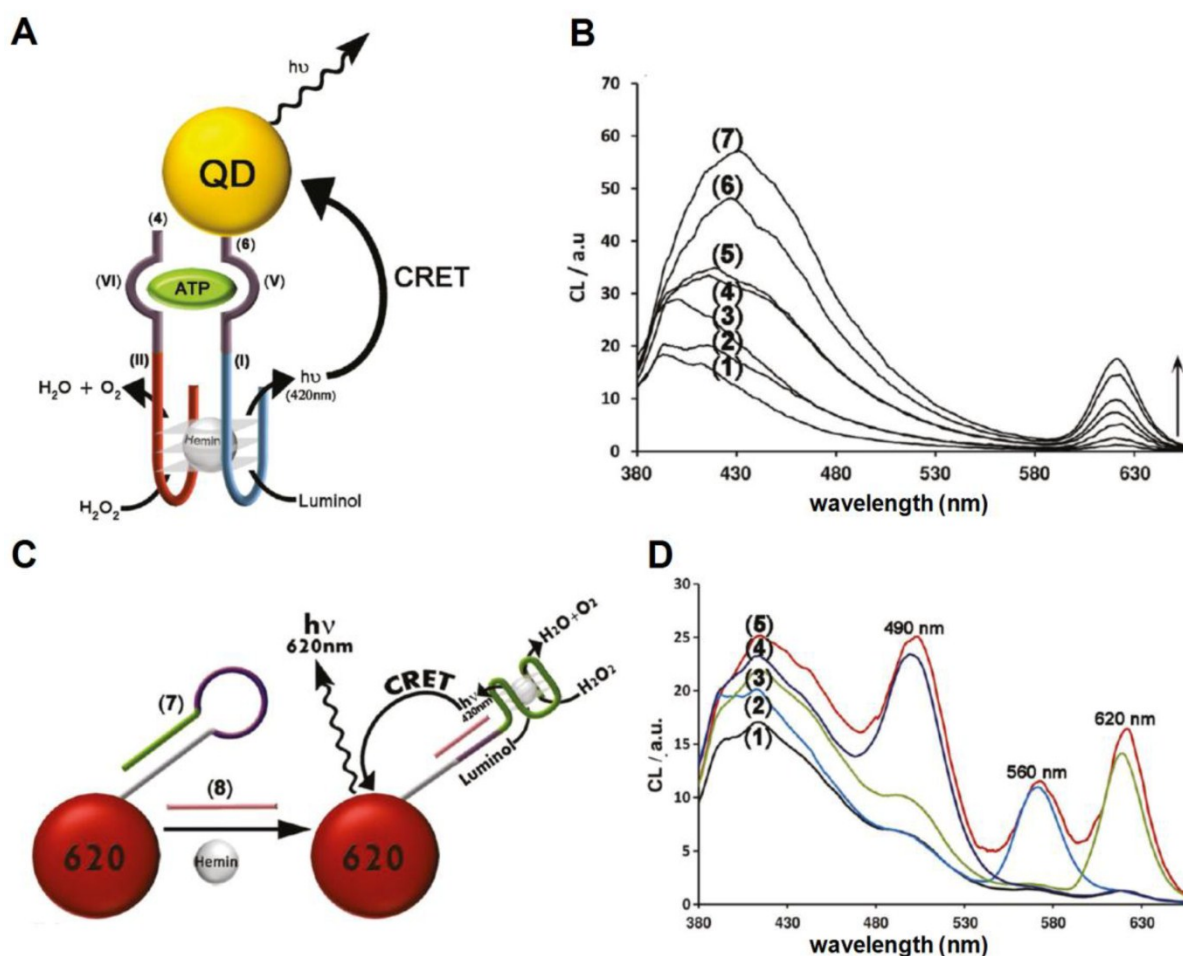 A
hυ
QD
(4)
(6)
(VI)
ATP
(V)
CRET
(II)
(I)
H₂O + O₂
hυ
(420nm)
Hemin
H₂O₂
Luminol
B
70
60
50
40
30
20
10
0
CL / a.u
(7)
(6)
(5)
(4)
(3)
(2)
(1)
380
430
480
530
580
630
wavelength (nm)
C
(7)
620
(8)
Hemin
hν
620nm
CRET
hν
420nm
H₂O+O₂
H₂O₂
Luminol
620
D
30
25
20
15
10
5
0
CL / a.u.
(5)
(4)
(3)
(2)
(1)
490 nm
560 nm
620 nm
380
430
480
530
580
630
wavelength (nm)